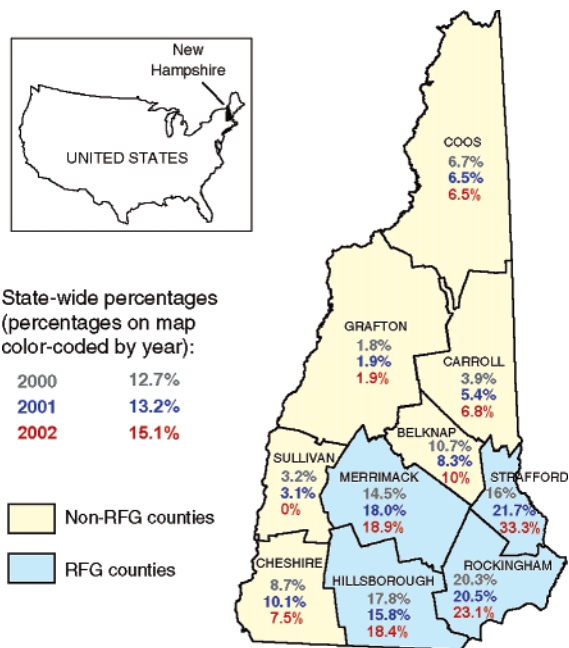 New
Hampshire
UNITED STATES
State-wide percentages
(percentages on map
color-coded by year):
2000 12.7%
2001 13.2%
2002 15.1%
Non-RFG counties
RFG counties
COOS
6.7%
6.5%
6.5%
GRAFTON
1.8%
1.9%
1.9%
CARROLL
3.9%
5.4%
6.8%
BELKNAP
10.7%
8.3%
10%
SULLIVAN
3.2%
3.1%
0%
MERRIMACK
14.5%
18.0%
18.9%
STRAFFORD
16%
21.7%
33.3%
CHESHIRE
8.7%
10.1%
7.5%
HILLSBOROUGH
17.8%
15.8%
18.4%
ROCKINGHAM
20.3%
20.5%
23.1%